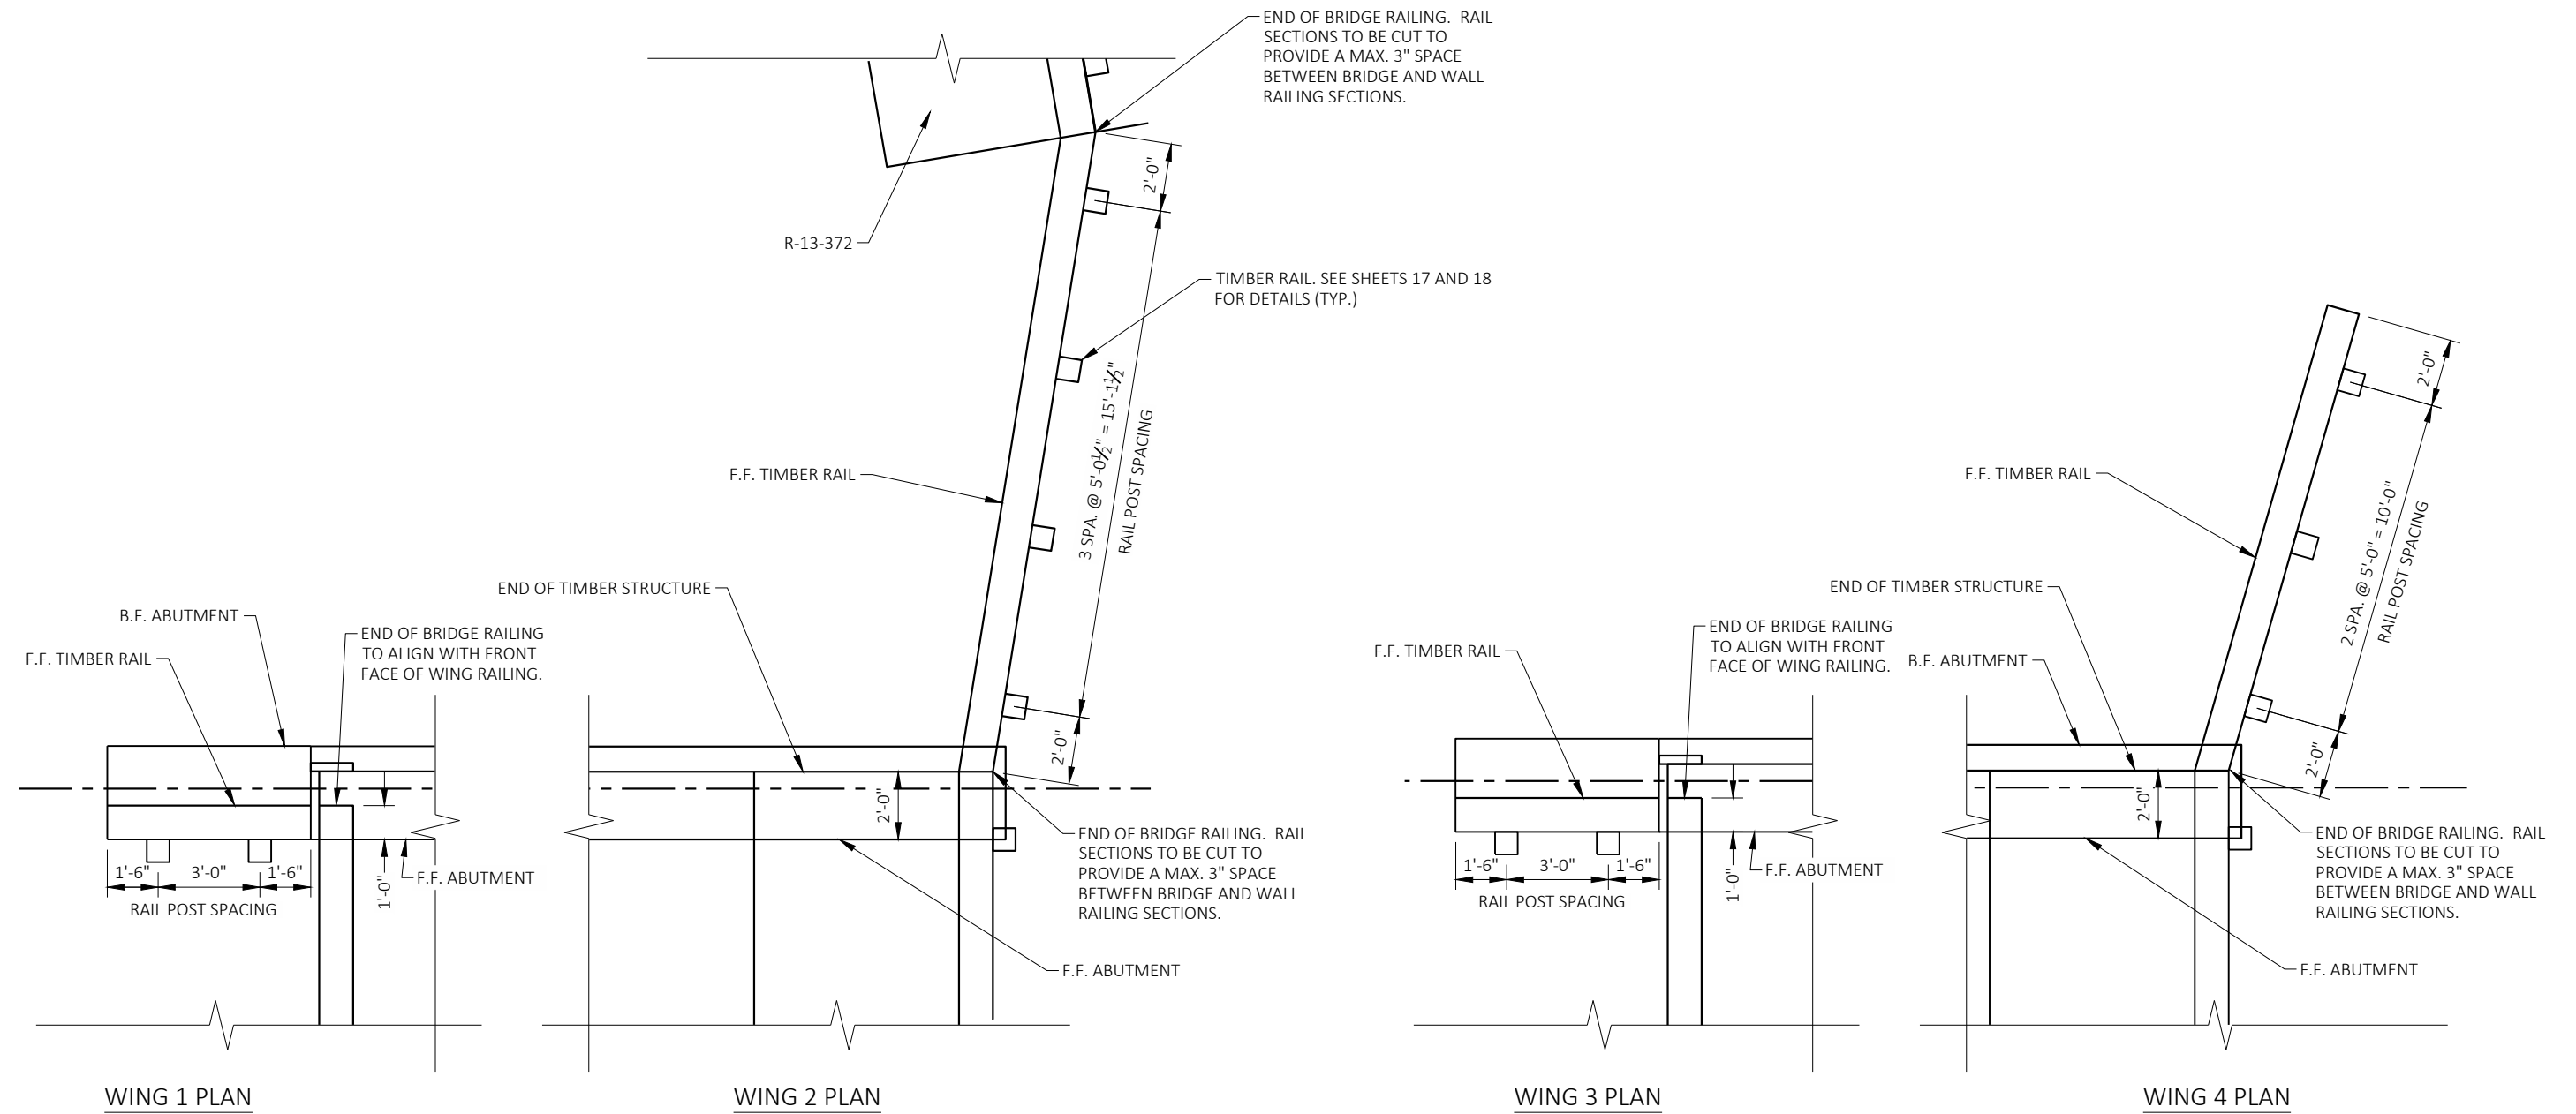 B.F. ABUTMENT
F.F. TIMBER RAIL
END OF BRIDGE RAILING
TO ALIGN WITH FRONT
FACE OF WING RAILING.
1'-6"
3'-0"
1'-6"
RAIL POST SPACING
1'-0"
F.F. ABUTMENT
WING 1 PLAN
END OF BRIDGE RAILING. RAIL
SECTIONS TO BE CUT TO
PROVIDE A MAX. 3" SPACE
BETWEEN BRIDGE AND WALL
RAILING SECTIONS.
R-13-372
2'-0"
TIMBER RAIL. SEE SHEETS 17 AND 18
FOR DETAILS (TYP.)
3 SPA. @ 5'-0½" = 15'-1½"
RAIL POST SPACING
F.F. TIMBER RAIL
END OF TIMBER STRUCTURE
2'-0"
2'-0"
END OF BRIDGE RAILING. RAIL
SECTIONS TO BE CUT TO
PROVIDE A MAX. 3" SPACE
BETWEEN BRIDGE AND WALL
RAILING SECTIONS.
F.F. ABUTMENT
WING 2 PLAN
F.F. TIMBER RAIL
END OF BRIDGE RAILING
TO ALIGN WITH FRONT
FACE OF WING RAILING.
1'-6"
3'-0"
1'-6"
RAIL POST SPACING
1'-0"
F.F. ABUTMENT
WING 3 PLAN
2'-0"
F.F. TIMBER RAIL
2 SPA. @ 5'-0" = 10'-0"
RAIL POST SPACING
END OF TIMBER STRUCTURE
B.F. ABUTMENT
2'-0"
2'-0"
END OF BRIDGE RAILING. RAIL
SECTIONS TO BE CUT TO
PROVIDE A MAX. 3" SPACE
BETWEEN BRIDGE AND WALL
RAILING SECTIONS.
F.F. ABUTMENT
WING 4 PLAN